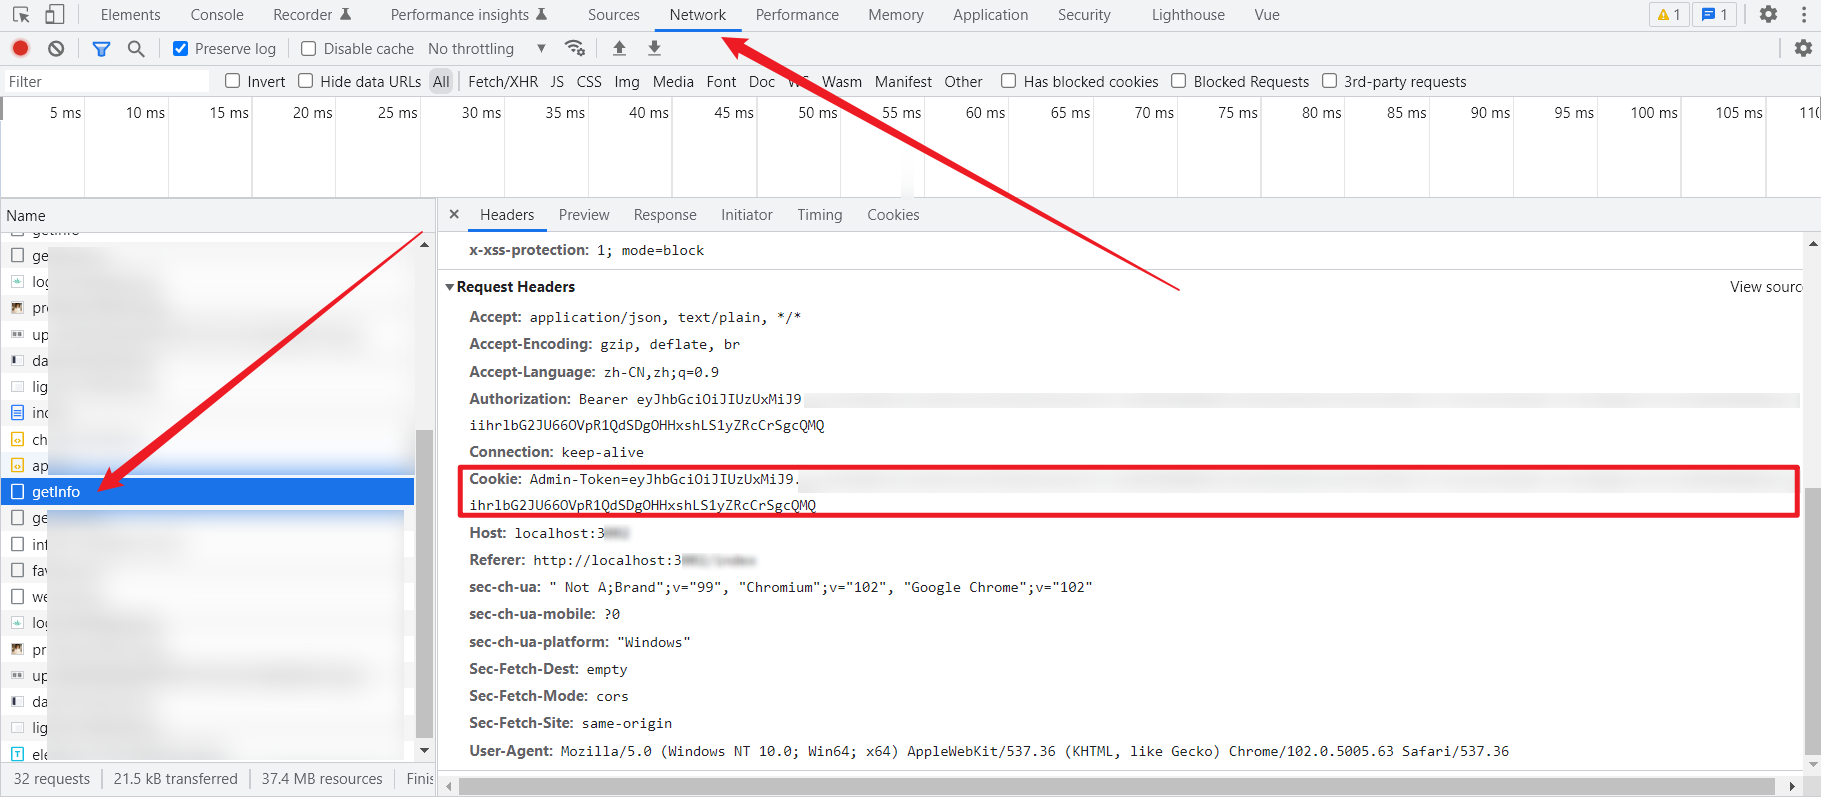 Elements Console Recorder Performance insights Sources Network Performance Memory Application Security Lighthouse Vue 1 1
Preserve log Disable cache No throttling
Filter Invert Hide data URLs All Fetch/XHR JS CSS Img Media Font Doc WS Wasm Manifest Other Has blocked cookies Blocked Requests 3rd-party requests
5 ms 10 ms 15 ms 20 ms 25 ms 30 ms 35 ms 40 ms 45 ms 50 ms 55 ms 60 ms 65 ms 70 ms 75 ms 80 ms 85 ms 90 ms 95 ms 100 ms 105 ms 110
Name
getInfo
ge
log
pr
up
da
lig
ind
ch
ap
getInfo
ge
inf
fav
we
log
pr
up
da
lig
ele
32 requests 21.5 kB transferred 37.4 MB resources Finis
× Headers Preview Response Initiator Timing Cookies
x-xss-protection: 1; mode=block
Request Headers View sourc
Accept: application/json, text/plain, */*
Accept-Encoding: gzip, deflate, br
Accept-Language: zh-CN,zh;q=0.9
Authorization: Bearer eyJhbGciOiJIUzUxMiJ9
iihrlbG2JU66OVpR1QdSDgOHHxshLS1yZRcCrSgcQMQ
Connection: keep-alive
Cookie: Admin-Token=eyJhbGciOiJIUzUxMiJ9.
ihrlbG2JU66OVpR1QdSDgOHHxshLS1yZRcCrSgcQMQ
Host: localhost:3
Referer: http://localhost:3
sec-ch-ua: " Not A;Brand";v="99", "Chromium";v="102", "Google Chrome";v="102"
sec-ch-ua-mobile: ?0
sec-ch-ua-platform: "Windows"
Sec-Fetch-Dest: empty
Sec-Fetch-Mode: cors
Sec-Fetch-Site: same-origin
User-Agent: Mozilla/5.0 (Windows NT 10.0; Win64; x64) AppleWebKit/537.36 (KHTML, like Gecko) Chrome/102.0.5005.63 Safari/537.36